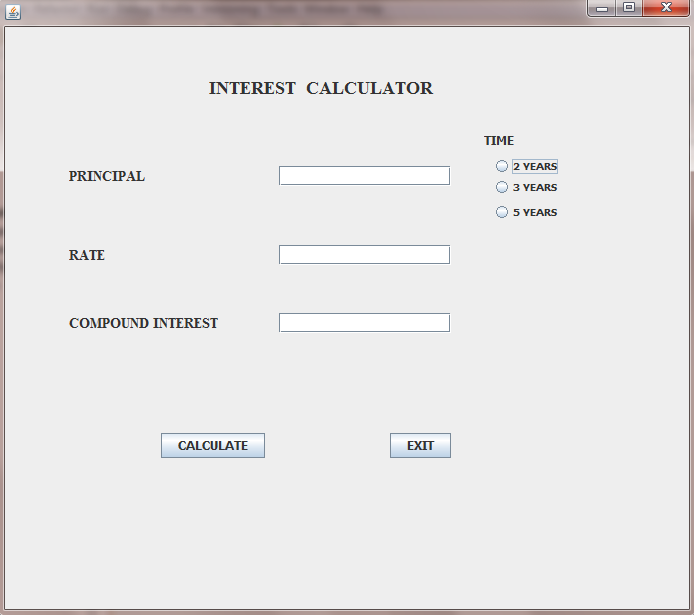 INTEREST CALCULATOR
TIME
2 YEARS
PRINCIPAL
3 YEARS
5 YEARS
RATE
COMPOUND INTEREST
CALCULATE EXIT